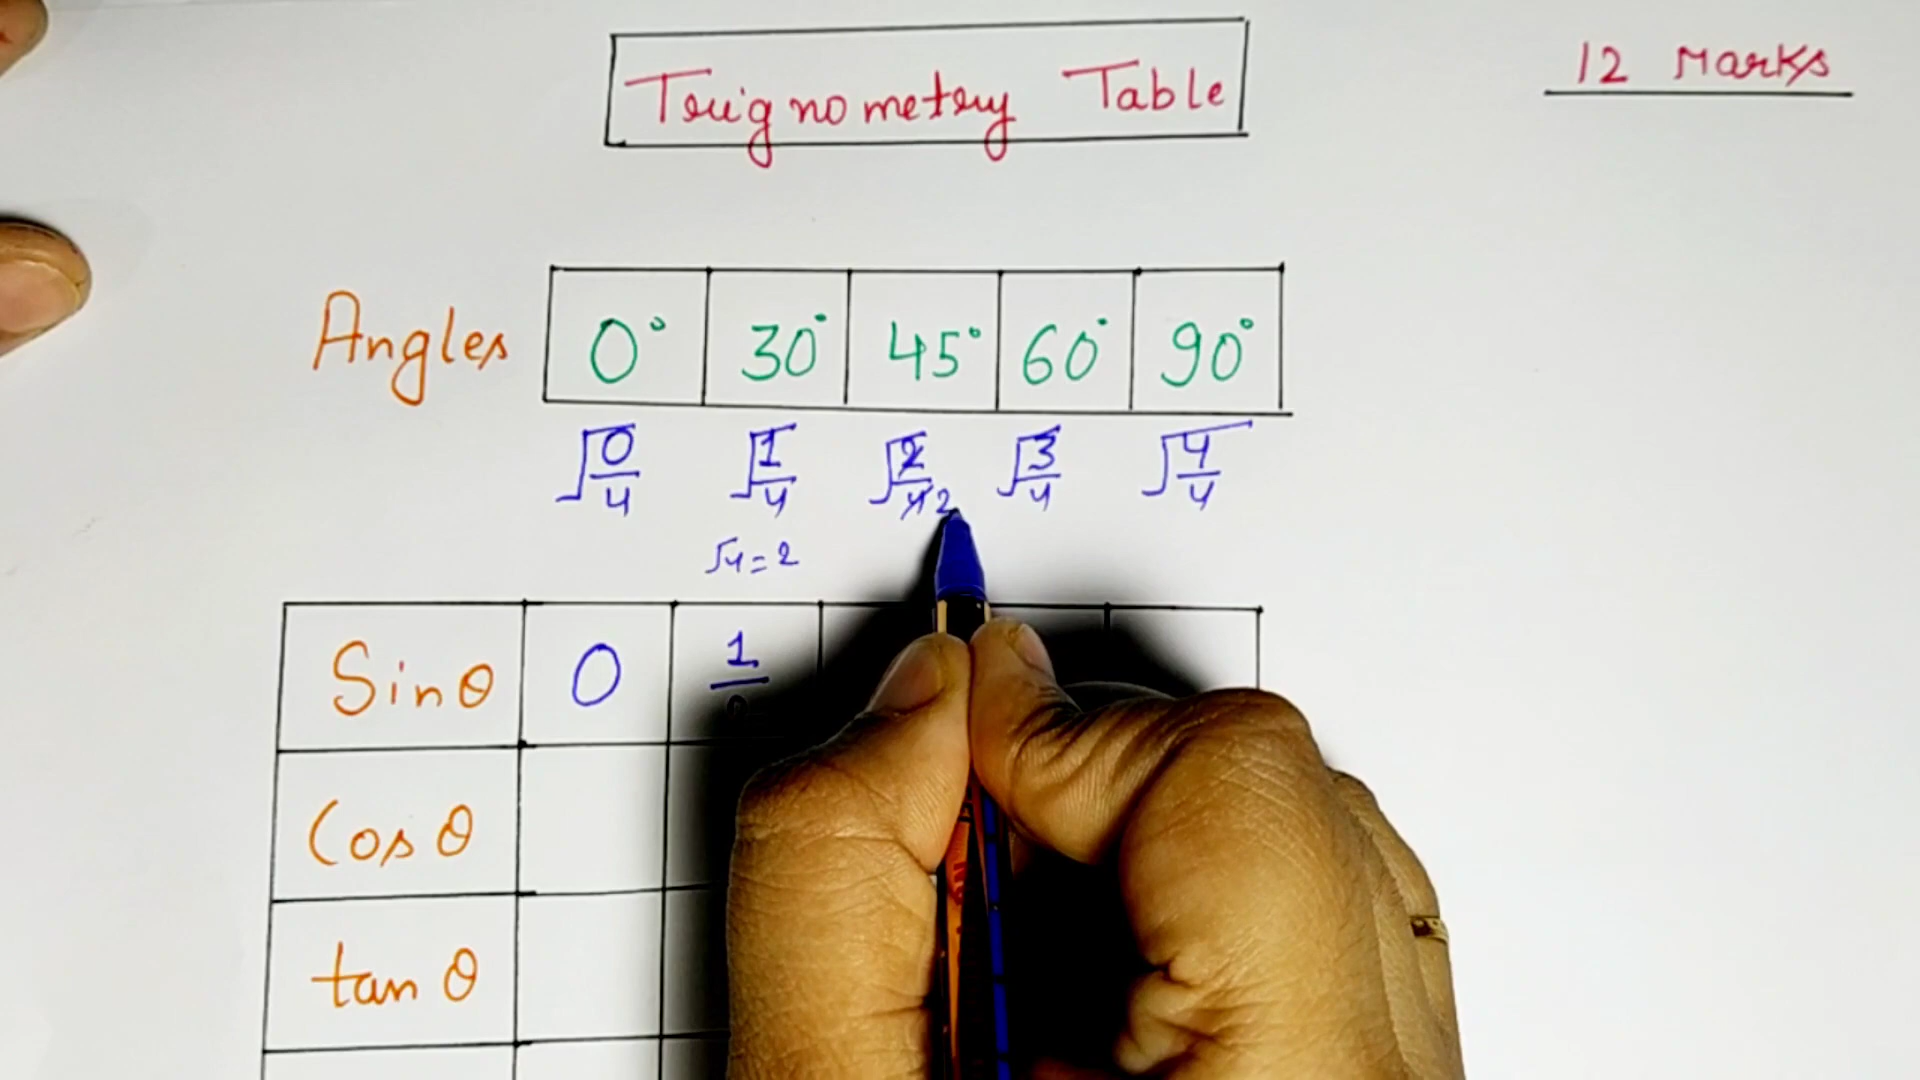 Trignometry Table
12 Marks
Angles 0° 30° 45° 60° 90°
√0/4 √1/4 √2/4 2 √3/4 √4/4
√4=2
Sinθ 0 1
Cosθ
tanθ